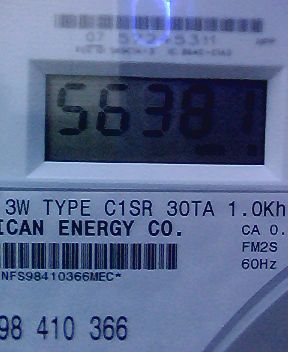 56381
3W TYPE C1SR 30TA 1.0Kh
ICAN ENERGY CO. CA 0.
FM2S
60Hz
NFS98410366MEC*
98 410 366